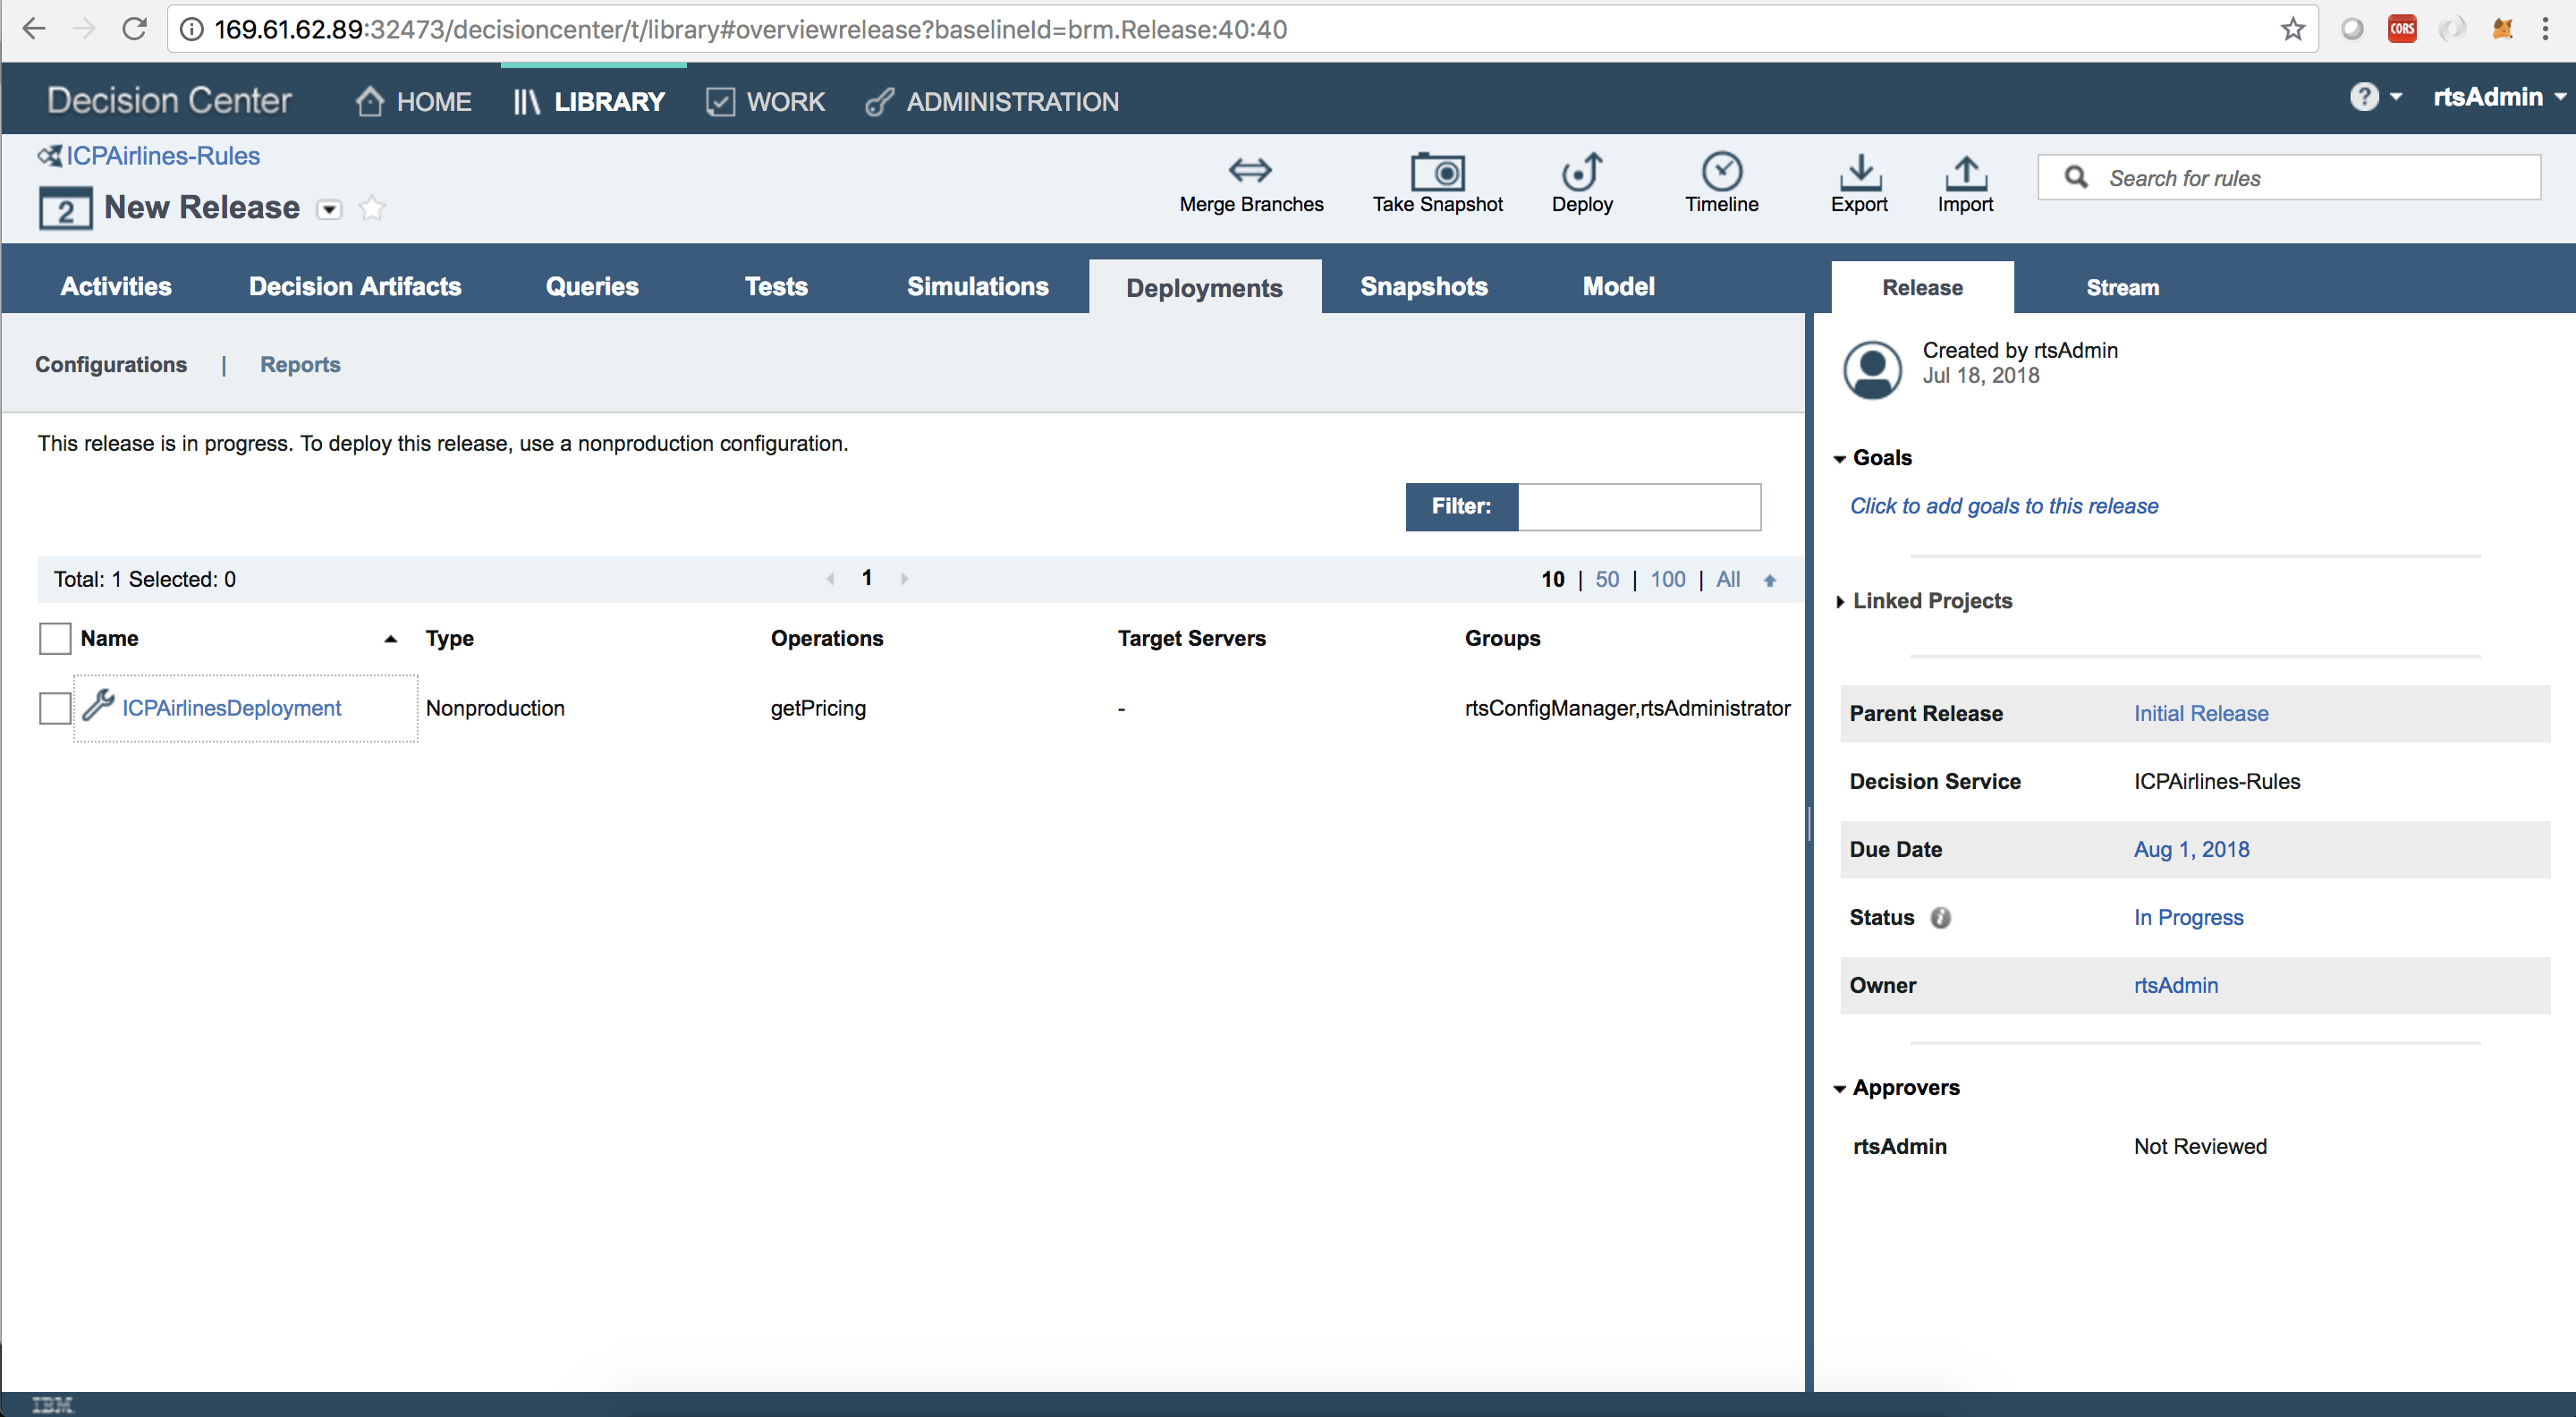 169.61.62.89:32473/decisioncenter/t/library#overviewrelease?baselineId=brm.Release:40:40
CORS
Decision Center HOME LIBRARY WORK ADMINISTRATION ? rtsAdmin
ICPAirlines-Rules
2 New Release
Merge Branches Take Snapshot Deploy Timeline Export Import Search for rules
Activities Decision Artifacts Queries Tests Simulations Deployments Snapshots Model Release Stream
Configurations | Reports
Created by rtsAdmin
Jul 18, 2018
This release is in progress. To deploy this release, use a nonproduction configuration.
Goals
Filter:
Click to add goals to this release
Total: 1 Selected: 0 1 10 | 50 | 100 | All
Linked Projects
Name Type Operations Target Servers Groups
ICPAirlinesDeployment Nonproduction getPricing - rtsConfigManager,rtsAdministrator
Parent Release Initial Release
Decision Service ICPAirlines-Rules
Due Date Aug 1, 2018
Status i In Progress
Owner rtsAdmin
Approvers
rtsAdmin Not Reviewed
IBM